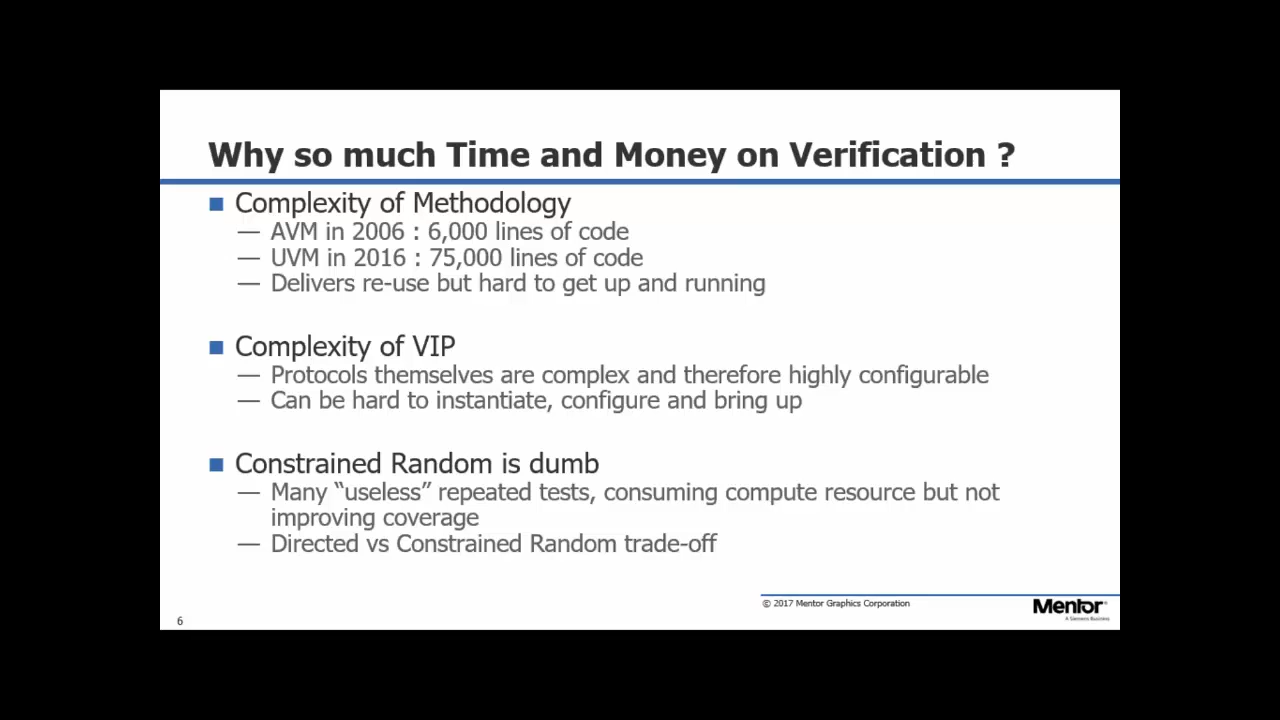 Why so much Time and Money on Verification ?
■ Complexity of Methodology
— AVM in 2006 : 6,000 lines of code
— UVM in 2016 : 75,000 lines of code
— Delivers re-use but hard to get up and running
■ Complexity of VIP
— Protocols themselves are complex and therefore highly configurable
— Can be hard to instantiate, configure and bring up
■ Constrained Random is dumb
— Many “useless” repeated tests, consuming compute resource but not
improving coverage
— Directed vs Constrained Random trade-off
© 2017 Mentor Graphics Corporation
Mentor®
A Siemens Business
6